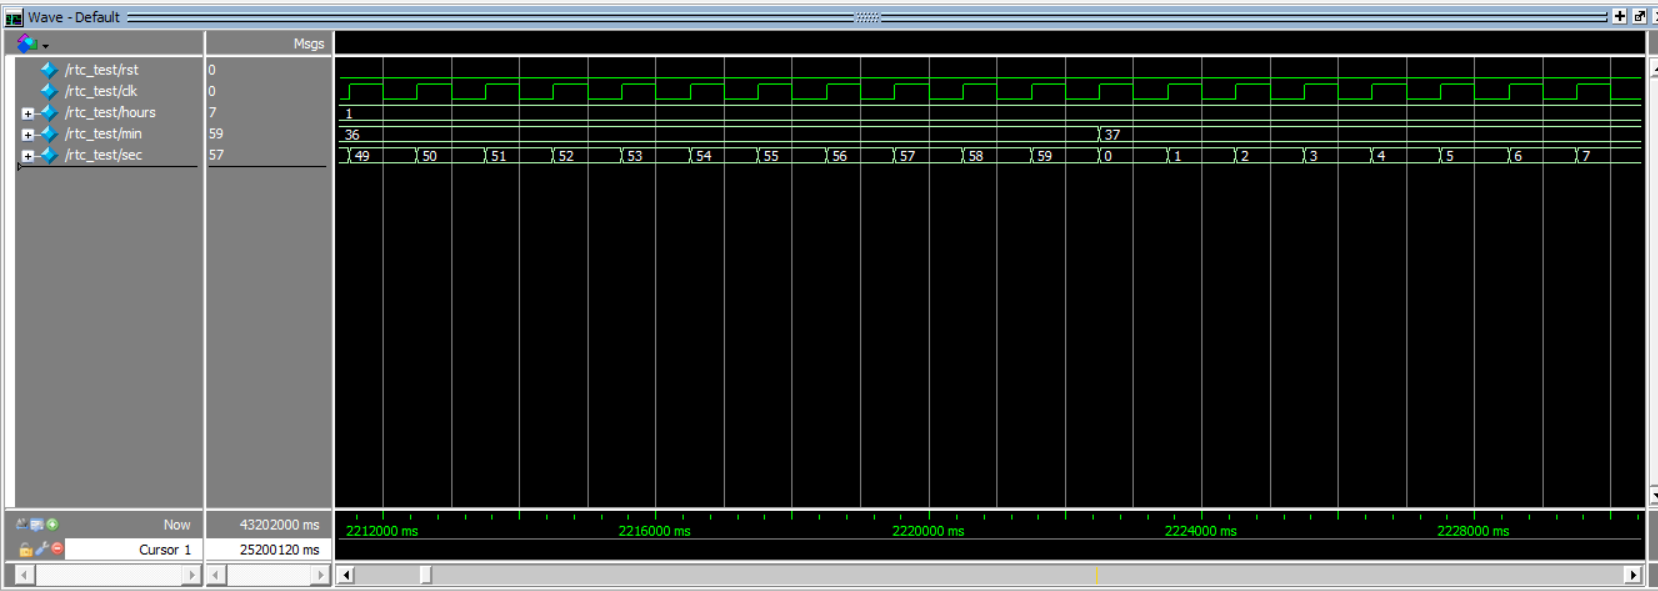 Wave - Default
Msgs
/rtc_test/rst 0
/rtc_test/clk 0
/rtc_test/hours 7 1
/rtc_test/min 59 36 37
/rtc_test/sec 57 49 50 51 52 53 54 55 56 57 58 59 0 1 2 3 4 5 6 7
Now 43202000 ms 2212000 ms 2216000 ms 2220000 ms 2224000 ms 2228000 ms
Cursor 1 25200120 ms